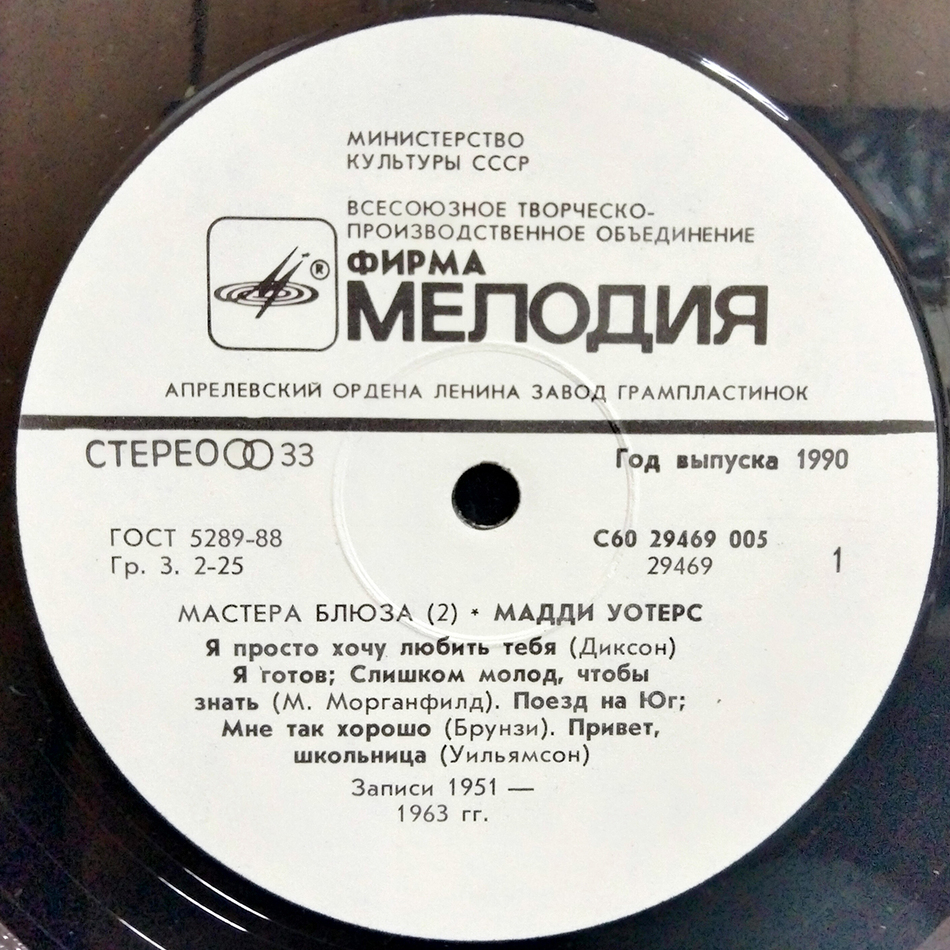 МИНИСТЕРСТВО
КУЛЬТУРЫ СССР
ВСЕСОЮЗНОЕ ТВОРЧЕСКО-
ПРОИЗВОДСТВЕННОЕ ОБЪЕДИНЕНИЕ
®
ФИРМА
МЕЛОДИЯ
АПРЕЛЕВСКИЙ ОРДЕНА ЛЕНИНА ЗАВОД ГРАМПЛАСТИНОК
СТЕРЕО 33
Год выпуска 1990
ГОСТ 5289-88
Гр. 3. 2-25
С60 29469 005
29469
1
МАСТЕРА БЛЮЗА (2) * МАДДИ УОТЕРС
Я просто хочу любить тебя (Диксон)
Я готов; Слишком молод, чтобы
знать (М. Морганфилд). Поезд на Юг;
Мне так хорошо (Брунзи). Привет,
школьница (Уильямсон)
Записи 1951 —
1963 гг.